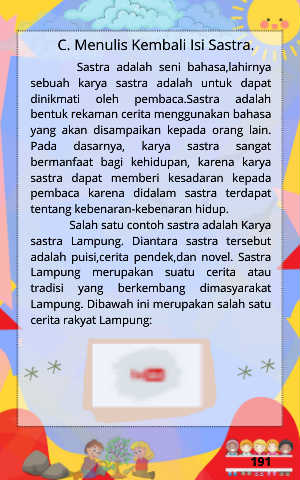 C. Menulis Kembali Isi Sastra.
Sastra adalah seni bahasa,lahirnya
sebuah karya sastra adalah untuk dapat
dinikmati oleh pembaca.Sastra adalah
bentuk rekaman cerita menggunakan bahasa
yang akan disampaikan kepada orang lain.
Pada dasarnya, karya sastra sangat
bermanfaat bagi kehidupan, karena karya
sastra dapat memberi kesadaran kepada
pembaca karena didalam sastra terdapat
tentang kebenaran-kebenaran hidup.
Salah satu contoh sastra adalah Karya
sastra Lampung. Diantara sastra tersebut
adalah puisi,cerita pendek,dan novel. Sastra
Lampung merupakan suatu cerita atau
tradisi yang berkembang dimasyarakat
Lampung. Dibawah ini merupakan salah satu
cerita rakyat Lampung:
191